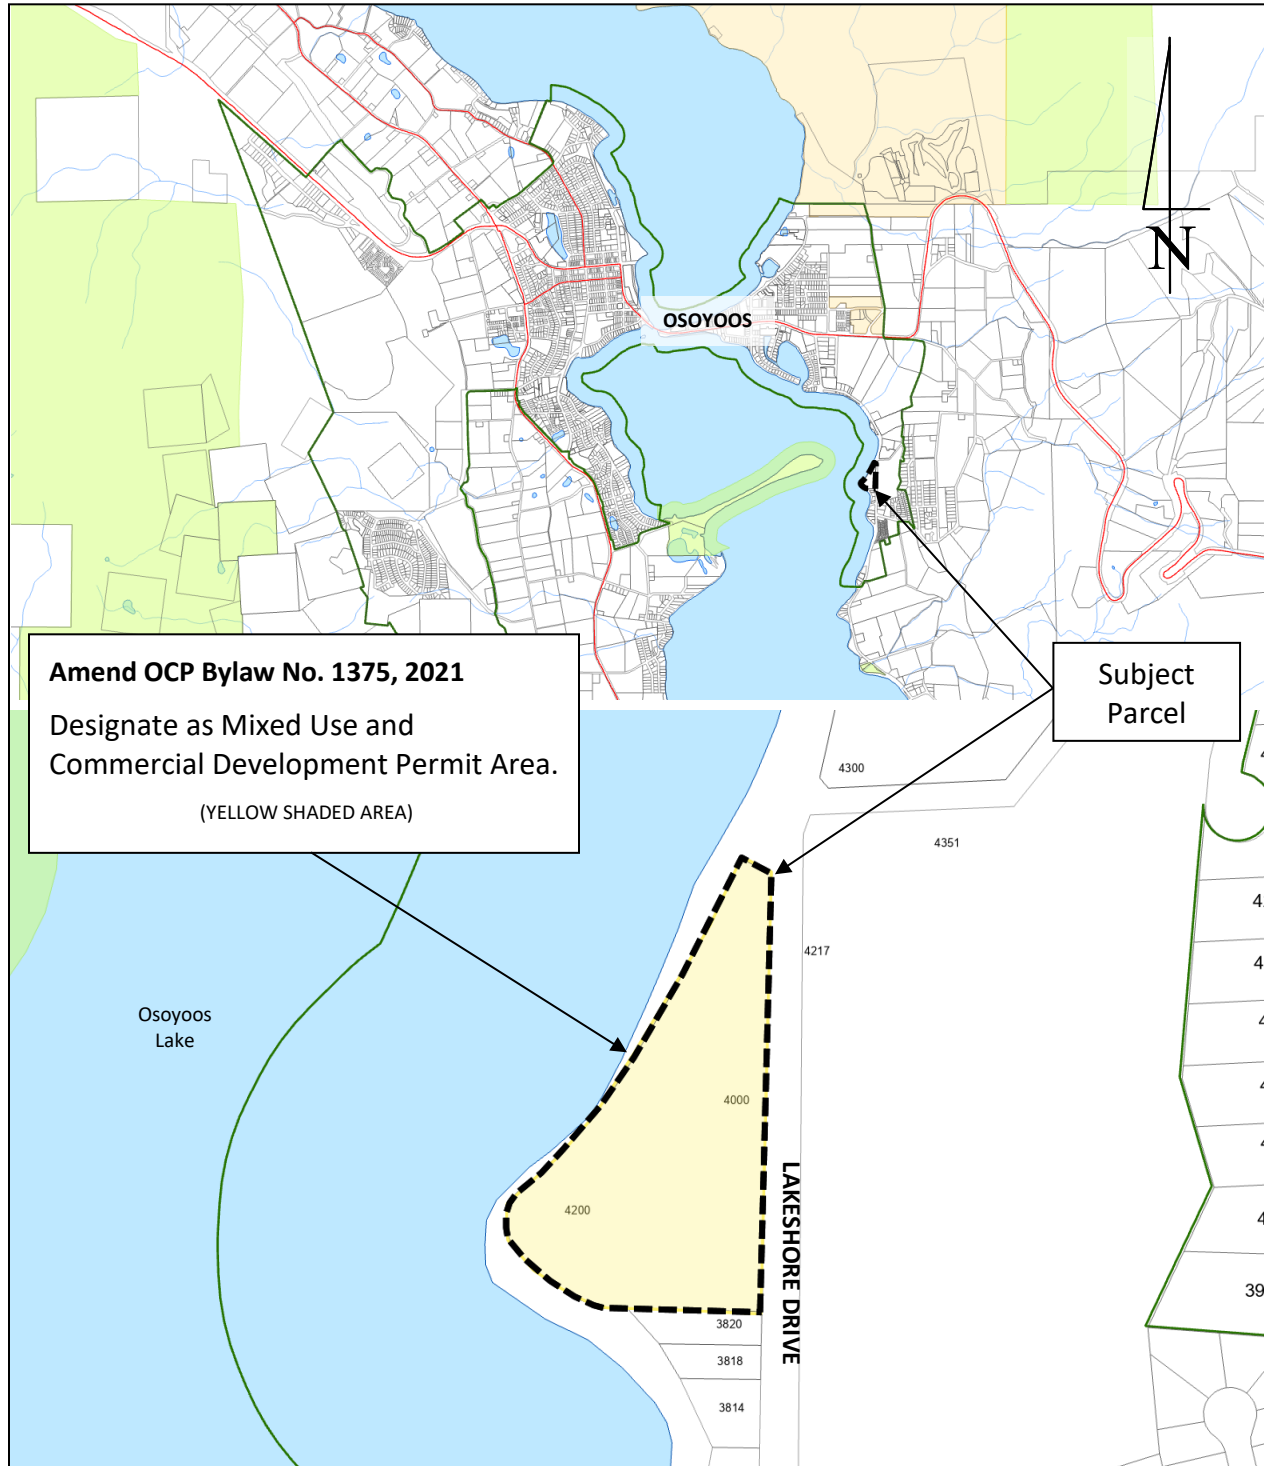 OSOYOOS
N
Amend OCP Bylaw No. 1375, 2021
Designate as Mixed Use and
Commercial Development Permit Area.
(YELLOW SHADED AREA)
Subject
Parcel
4300
4351
4217
Osoyoos
Lake
4000
4200
LAKESHORE DRIVE
3820
3818
3814